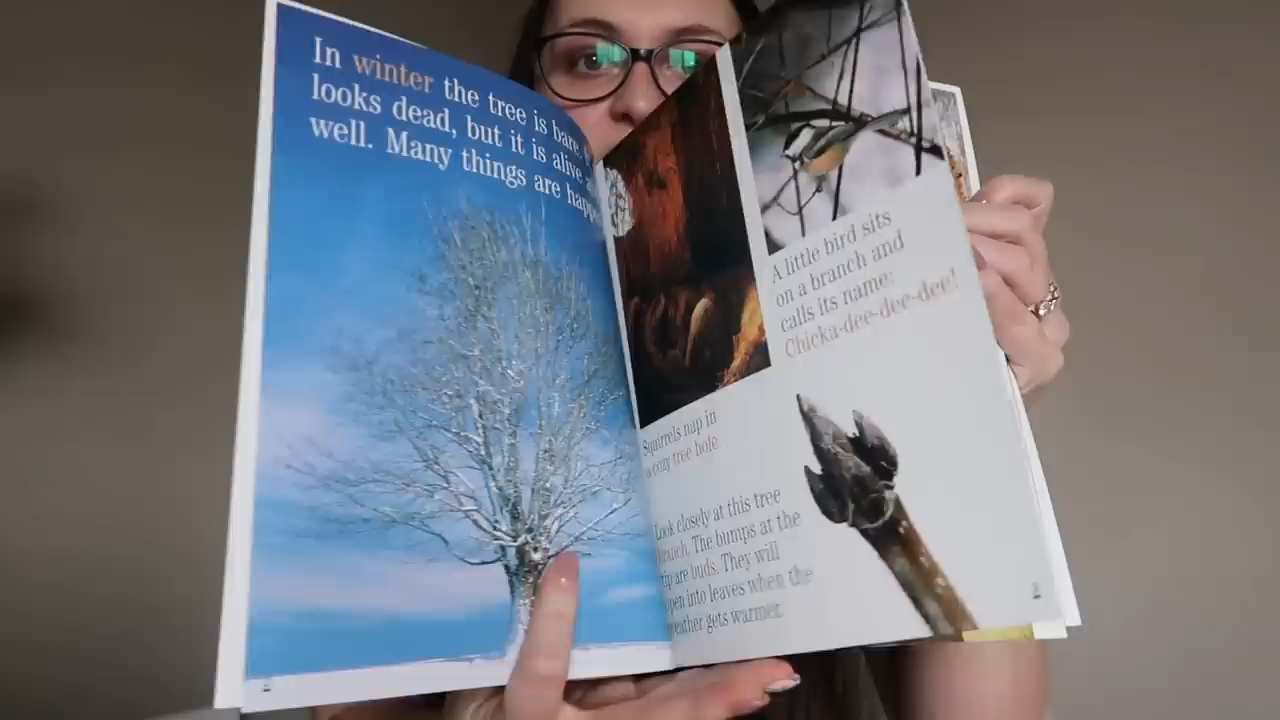 In winter the tree is bare.
looks dead, but it is alive
well. Many things are happ
A little bird sits
on a branch and
calls its name:
Chicka-dee-dee-dee!
Squirrels nap in
a cozy tree hole
Look closely at this tree
branch. The bumps at the
tip are buds. They will
open into leaves when the
weather gets warmer.